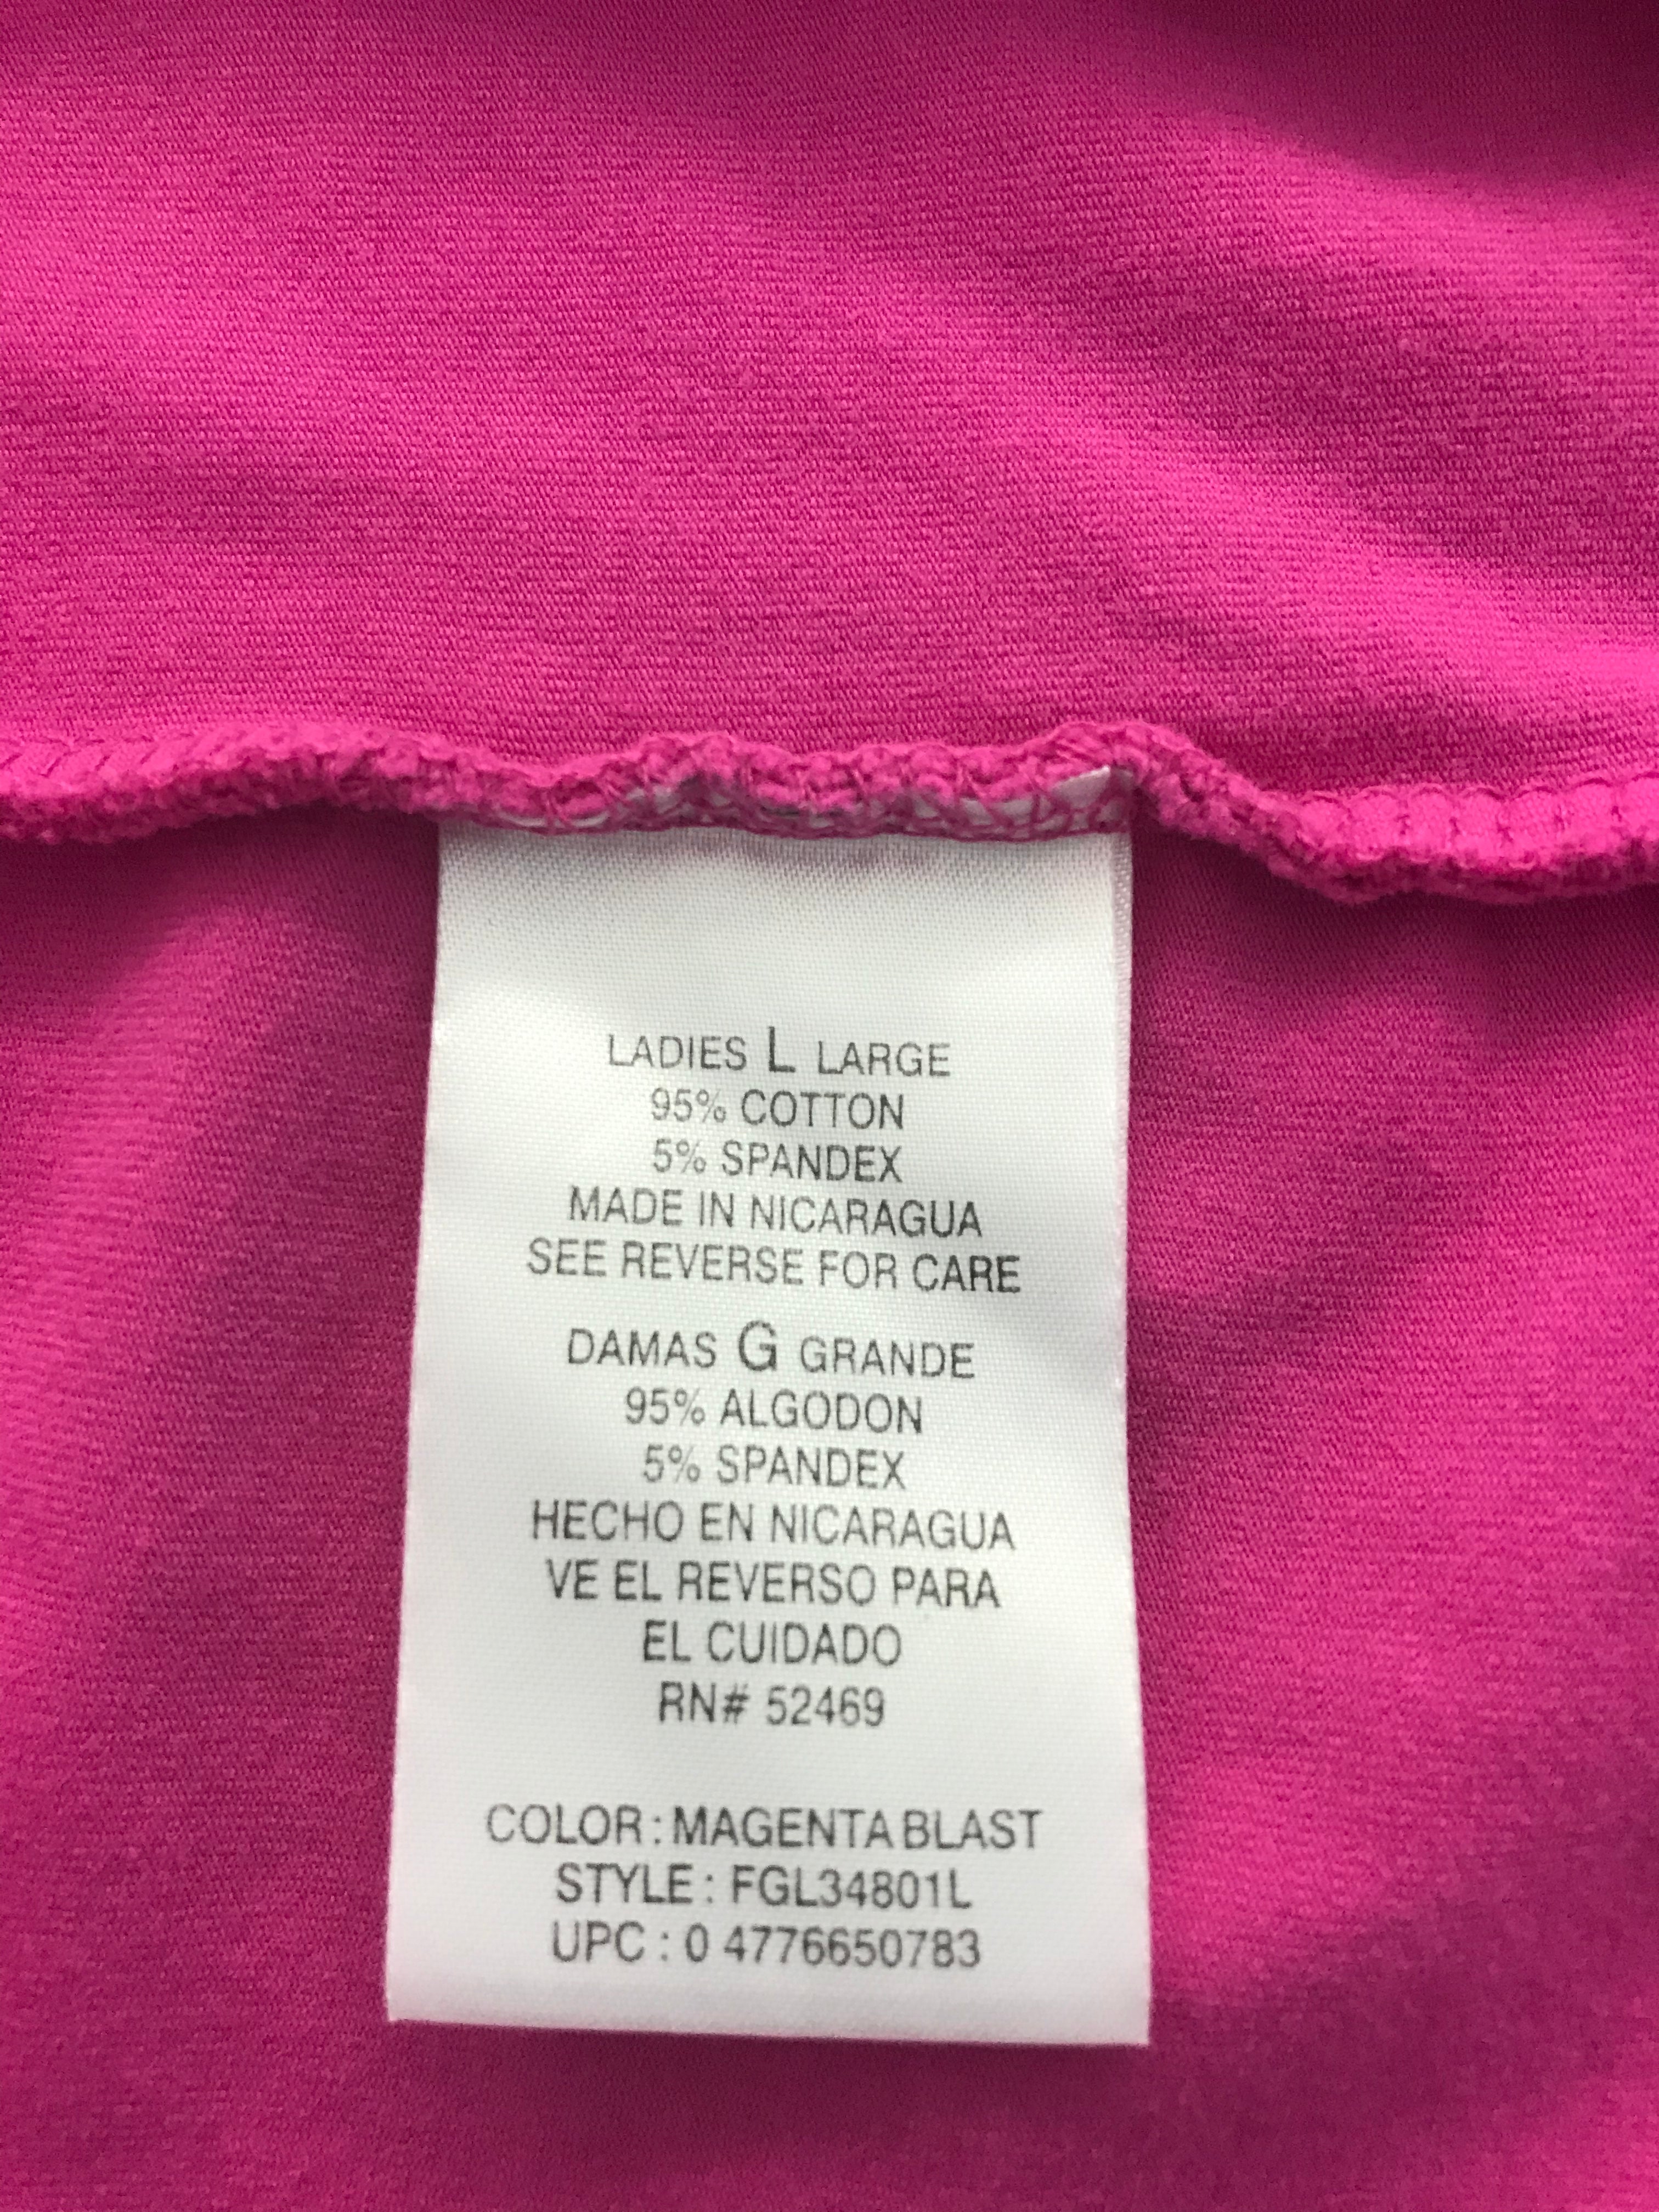 LADIES L LARGE
95% COTTON
5% SPANDEX
MADE IN NICARAGUA
SEE REVERSE FOR CARE
DAMAS G GRANDE
95% ALGODON
5% SPANDEX
HECHO EN NICARAGUA
VE EL REVERSO PARA
EL CUIDADO
RN# 52469
COLOR : MAGENTA BLAST
STYLE : FGL34801L
UPC : 0 4776650783